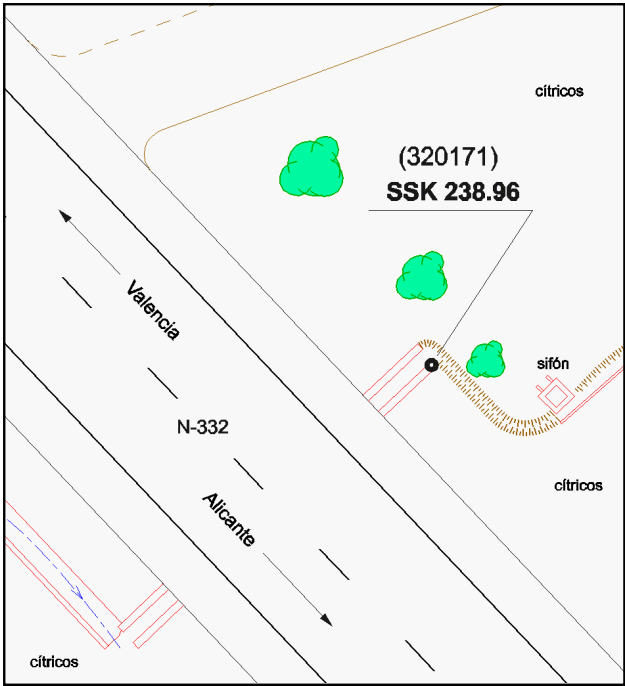 cítricos
(320171)
SSK 238.96
Valencia
sifón
N-332
cítricos
Alicante
cítricos